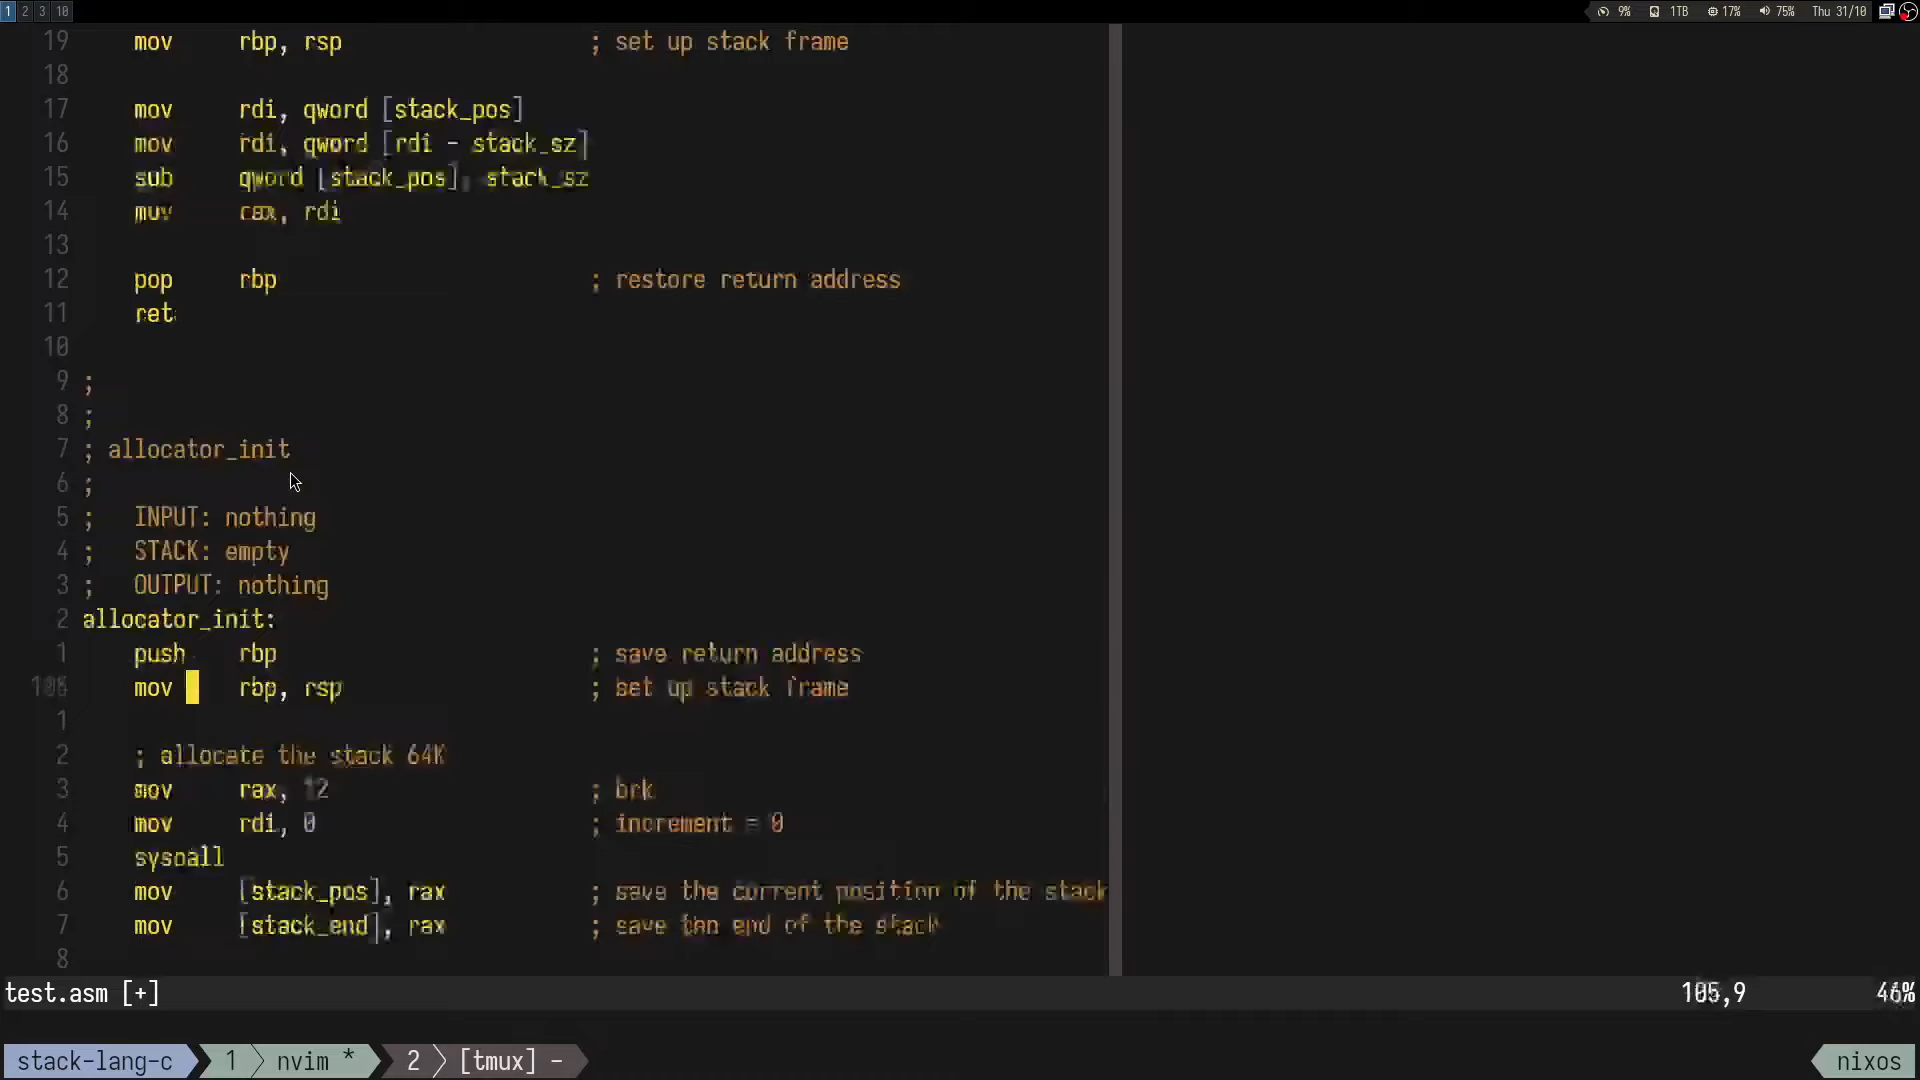 1 2 3 10 9% 1TB 17% 75% Thu 31/10
19 mov rbp, rsp ; set up stack frame
18
17 mov rdi, qword [stack_pos]
16 mov rdi, qword [rdi - stack_sz]
15 sub qword [stack_pos], stack_sz
14 mov rax, rdi
13
12 pop rbp ; restore return address
11 ret
10
9 ;
8 ;
7 ; allocator_init
6 ;
5 ; INPUT: nothing
4 ; STACK: empty
3 ; OUTPUT: nothing
2 allocator_init:
1 push rbp ; save return address
mov rbp, rsp ; set up stack frame
1
2 ; allocate the stack 64K
3 mov rax, 12 ; brk
4 mov rdi, 0 ; increment = 0
5 syscall
6 mov [stack_pos], rax ; save the current position of the stack
7 mov [stack_end], rax ; save the end of the stack
8
test.asm [+] 105,9 46%
stack-lang-c 1 nvim * 2 [tmux] - nixos